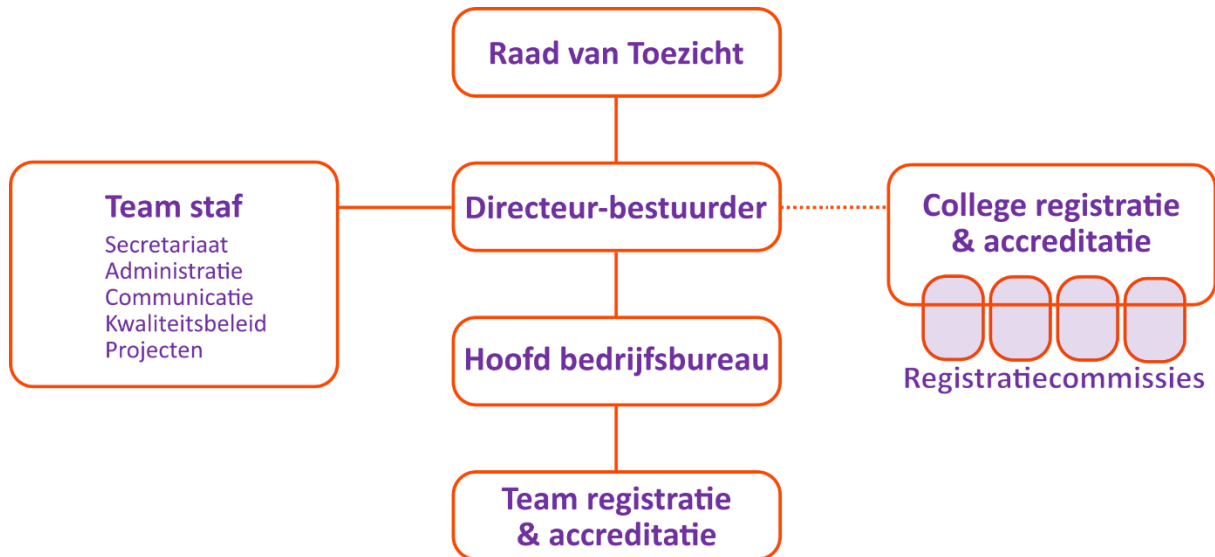 Raad van Toezicht
Team staf
Secretariaat
Administratie
Communicatie
Kwaliteitsbeleid
Projecten
Directeur-bestuurder
College registratie
& accreditatie
Registratiecommissies
Hoofd bedrijfsbureau
Team registratie
& accreditatie